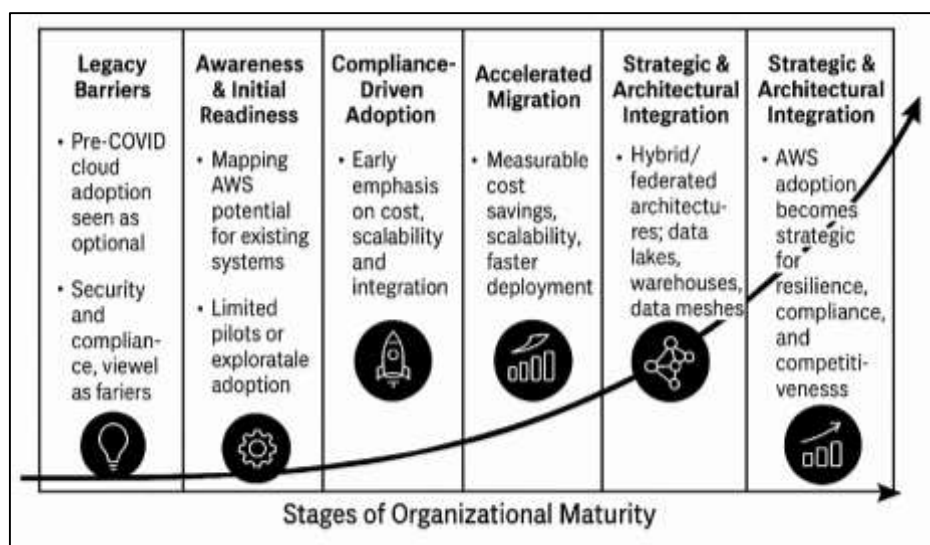 Legacy
Barriers
• Pre-COVID
cloud
adoption
seen as
optional
• Security
and
complian-
ce, viewel
as fariers
Awareness
& Initial
Readiness
• Mapping
AWS
potential
for existing
systems
• Limited
pilots or
exploratale
adoption
Compliance-
Driven
Adoption
• Early
emphasis
on cost,
scalability
and
integration
Accelerated
Migration
• Measurable
cost
savings,
scalability,
faster
deployment
Strategic &
Architectural
Integration
• Hybrid/
federated
architectu-
res; data
lakes,
warehouses,
data meshes
Strategic &
Architectural
Integration
• AWS
adoption
becomes
strategic
for
resilience,
compliance,
and
competiti-
venesss
Stages of Organizational Maturity